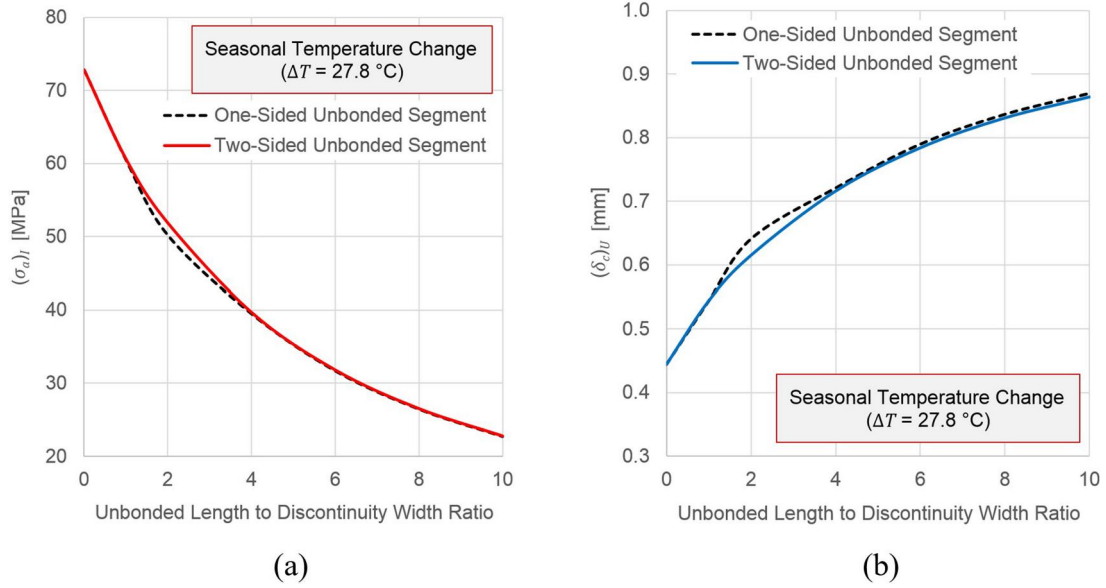 80
70
60
50
40
30
20
(σₐ)ₗ [MPa]
Seasonal Temperature Change
(ΔT = 27.8 °C)
One-Sided Unbonded Segment
Two-Sided Unbonded Segment
0 2 4 6 8 10
Unbonded Length to Discontinuity Width Ratio
(a)
1.0
0.9
0.8
0.7
0.6
0.5
0.4
0.3
(δ_c)_U [mm]
One-Sided Unbonded Segment
Two-Sided Unbonded Segment
Seasonal Temperature Change
(ΔT = 27.8 °C)
0 2 4 6 8 10
Unbonded Length to Discontinuity Width Ratio
(b)